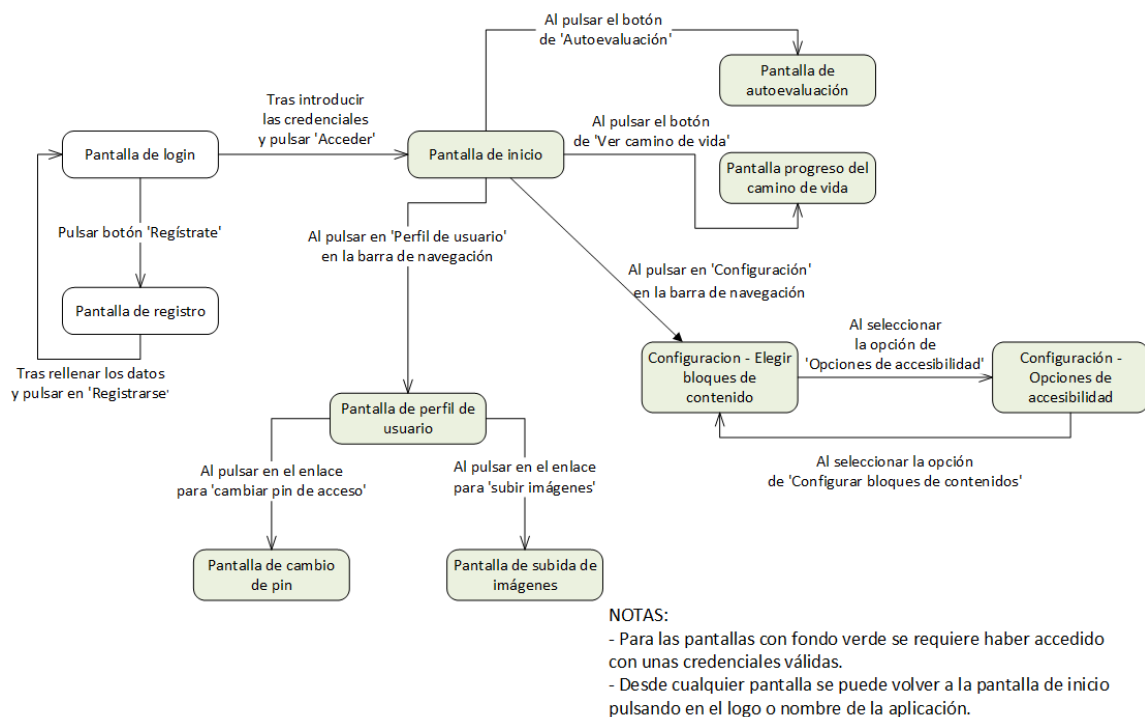 Al pulsar el botón
de 'Autoevaluación'
Pantalla de
autoevaluación
Tras introducir
las credenciales
y pulsar 'Acceder'
Al pulsar el botón
de 'Ver camino de vida'
Pantalla de login
Pantalla de inicio
Pantalla progreso del
camino de vida
Pulsar botón 'Regístrate'
Al pulsar en 'Perfil de usuario'
en la barra de navegación
Al pulsar en 'Configuración'
en la barra de navegación
Pantalla de registro
Tras rellenar los datos
y pulsar en 'Registrarse'
Al seleccionar
la opción de
'Opciones de accesibilidad'
Configuracion - Elegir
bloques de
contenido
Configuración -
Opciones de
accesibilidad
Pantalla de perfil de
usuario
Al seleccionar la opción
de 'Configurar bloques de contenidos'
Al pulsar en el enlace
para 'cambiar pin de acceso'
Al pulsar en el enlace
para 'subir imágenes'
Pantalla de cambio
de pin
Pantalla de subida de
imágenes
NOTAS:
- Para las pantallas con fondo verde se requiere haber accedido
con unas credenciales válidas.
- Desde cualquier pantalla se puede volver a la pantalla de inicio
pulsando en el logo o nombre de la aplicación.